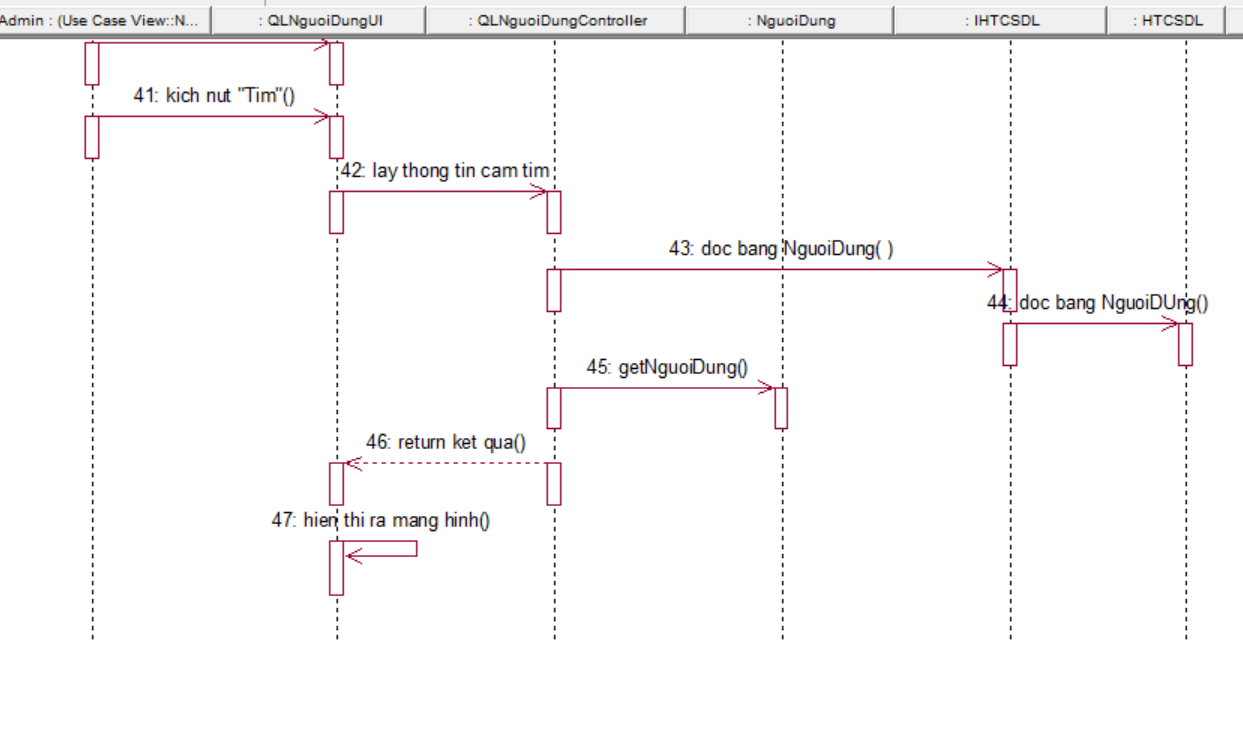 Admin : (Use Case View::N...
: QLNguoiDungUI
: QLNguoiDungController
: NguoiDung
: IHTCSDL
: HTCSDL
41: kich nut "Tim"()
42: lay thong tin cam tim
43: doc bang NguoiDung( )
44: doc bang NguoiDUng()
45: getNguoiDung()
46: return ket qua()
47: hien thi ra mang hinh()